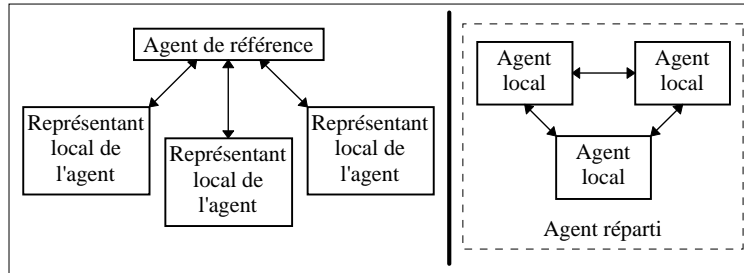 Agent de référence
Représentant
local de
l'agent
Représentant
local de
l'agent
Représentant
local de
l'agent
Agent
local
Agent
local
Agent
local
Agent réparti